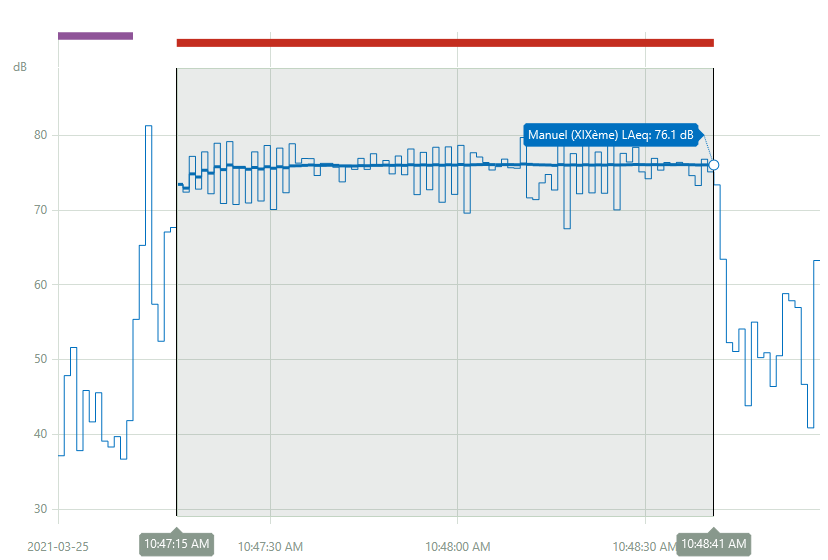 dB
Manuel (XIXème) LAeq: 76.1 dB
80
70
60
50
40
30
2021-03-25
10:47:15 AM
10:47:30 AM
10:48:00 AM
10:48:30 AM
10:48:41 AM